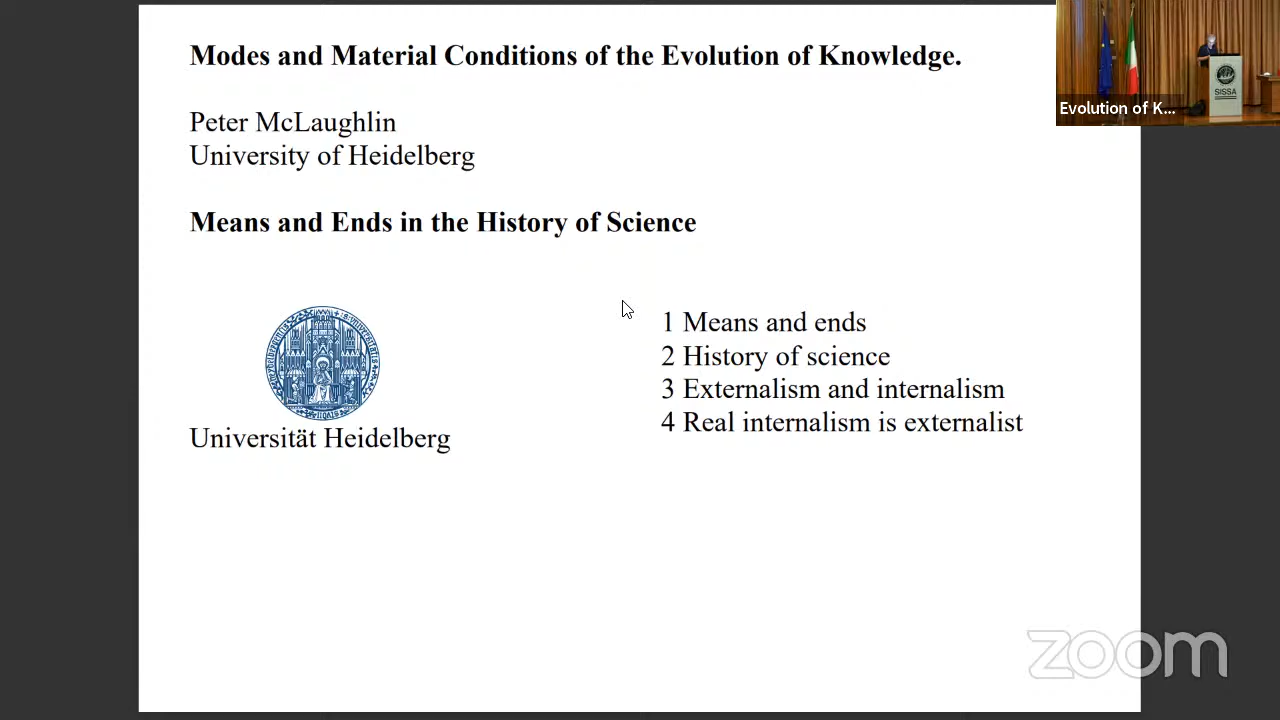 Modes and Material Conditions of the Evolution of Knowledge.
Peter McLaughlin
University of Heidelberg
Means and Ends in the History of Science
1 Means and ends
2 History of science
3 Externalism and internalism
4 Real internalism is externalist
Universität Heidelberg
Evolution of K...
SISSA
zoom